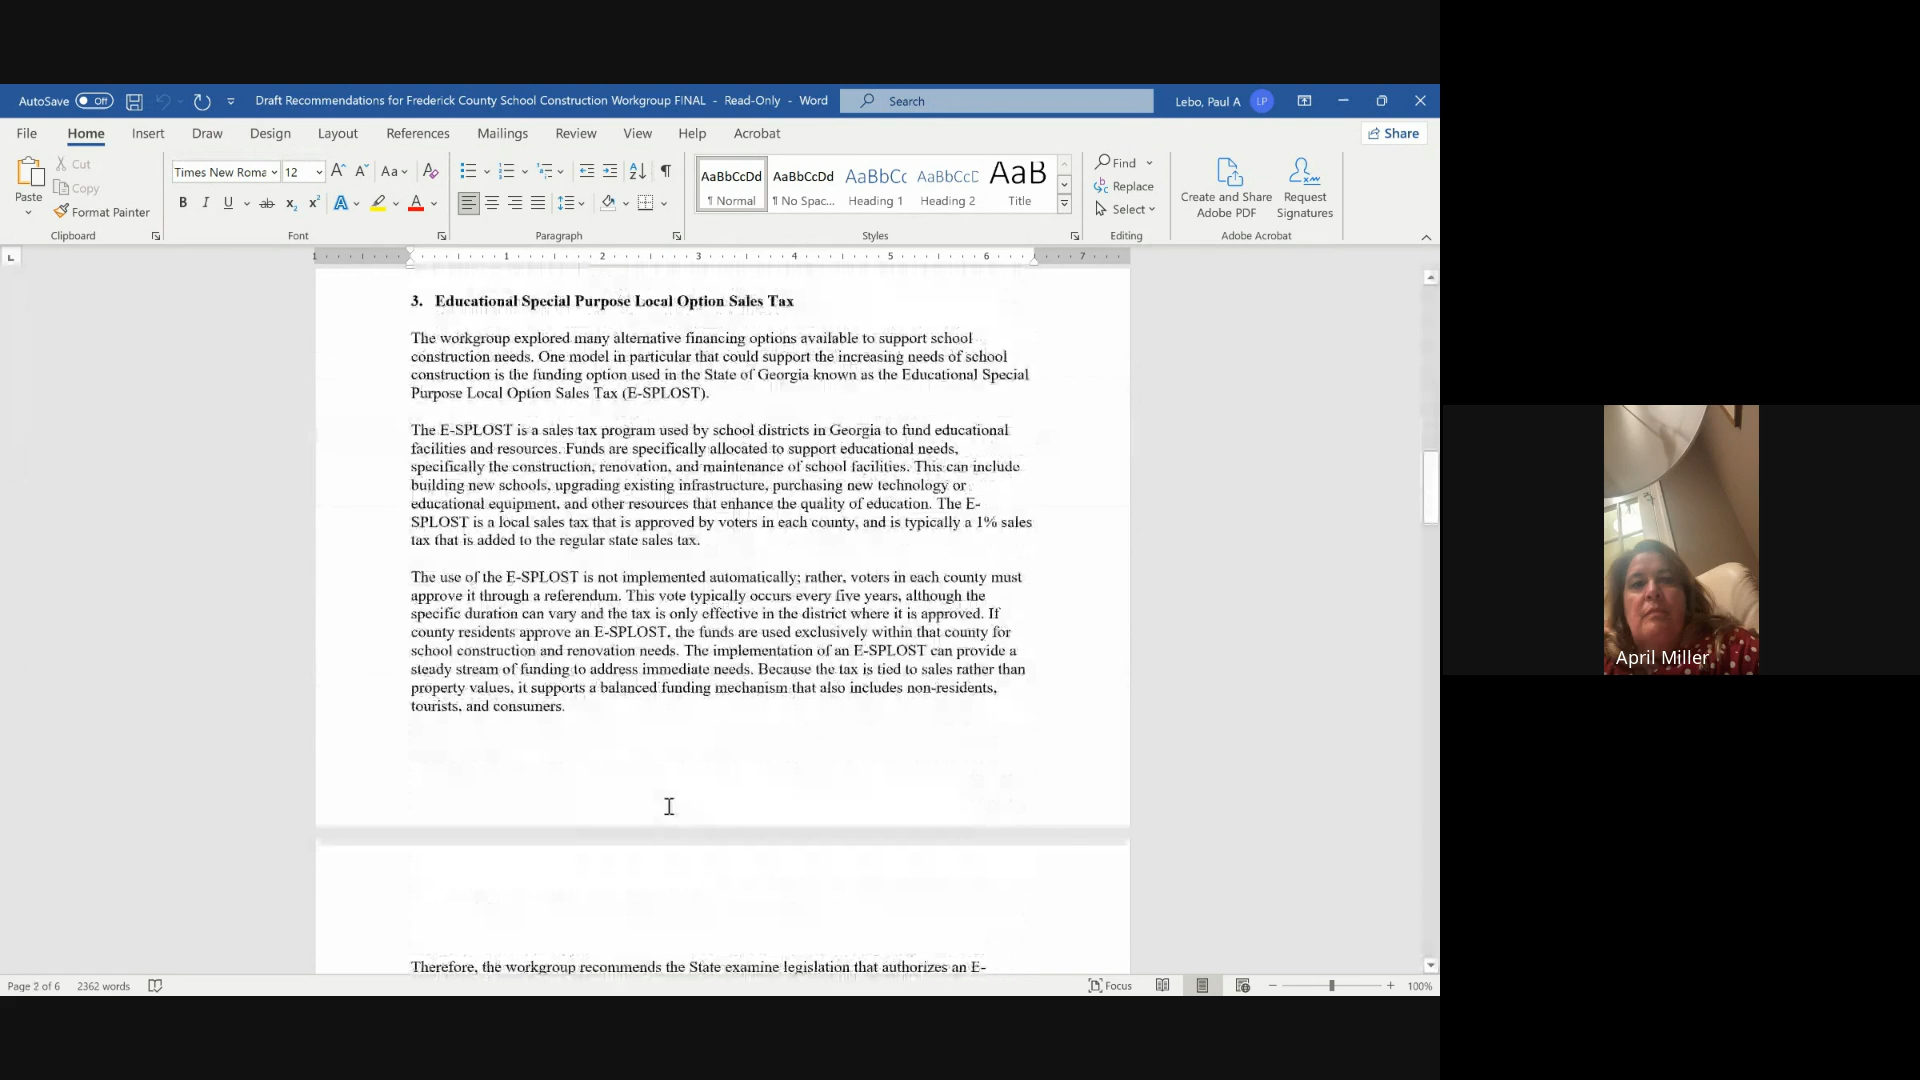 AutoSave Off Draft Recommendations for Frederick County School Construction Workgroup FINAL - Read-Only - Word Search Lebo, Paul A LP
File Home Insert Draw Design Layout References Mailings Review View Help Acrobat Share
Paste
Cut
Copy
Format Painter
Clipboard
Times New Roma 12
Font
Paragraph
AaBbCcDd AaBbCcDd AaBbCc AaBbCcD AaB
¶ Normal ¶ No Spac... Heading 1 Heading 2 Title
Styles
Find
Replace
Select
Editing
Create and Share Adobe PDF
Request Signatures
Adobe Acrobat
1 1 2 3 4 5 6 7
3. Educational Special Purpose Local Option Sales Tax
The workgroup explored many alternative financing options available to support school
construction needs. One model in particular that could support the increasing needs of school
construction is the funding option used in the State of Georgia known as the Educational Special
Purpose Local Option Sales Tax (E-SPLOST).
The E-SPLOST is a sales tax program used by school districts in Georgia to fund educational
facilities and resources. Funds are specifically allocated to support educational needs,
specifically the construction, renovation, and maintenance of school facilities. This can include
building new schools, upgrading existing infrastructure, purchasing new technology or
educational equipment, and other resources that enhance the quality of education. The E-
SPLOST is a local sales tax that is approved by voters in each county, and is typically a 1% sales
tax that is added to the regular state sales tax.
The use of the E-SPLOST is not implemented automatically; rather, voters in each county must
approve it through a referendum. This vote typically occurs every five years, although the
specific duration can vary and the tax is only effective in the district where it is approved. If
county residents approve an E-SPLOST, the funds are used exclusively within that county for
school construction and renovation needs. The implementation of an E-SPLOST can provide a
steady stream of funding to address immediate needs. Because the tax is tied to sales rather than
property values, it supports a balanced funding mechanism that also includes non-residents,
tourists, and consumers.
Therefore, the workgroup recommends the State examine legislation that authorizes an E-
Page 2 of 6 2362 words Focus 100%
April Miller